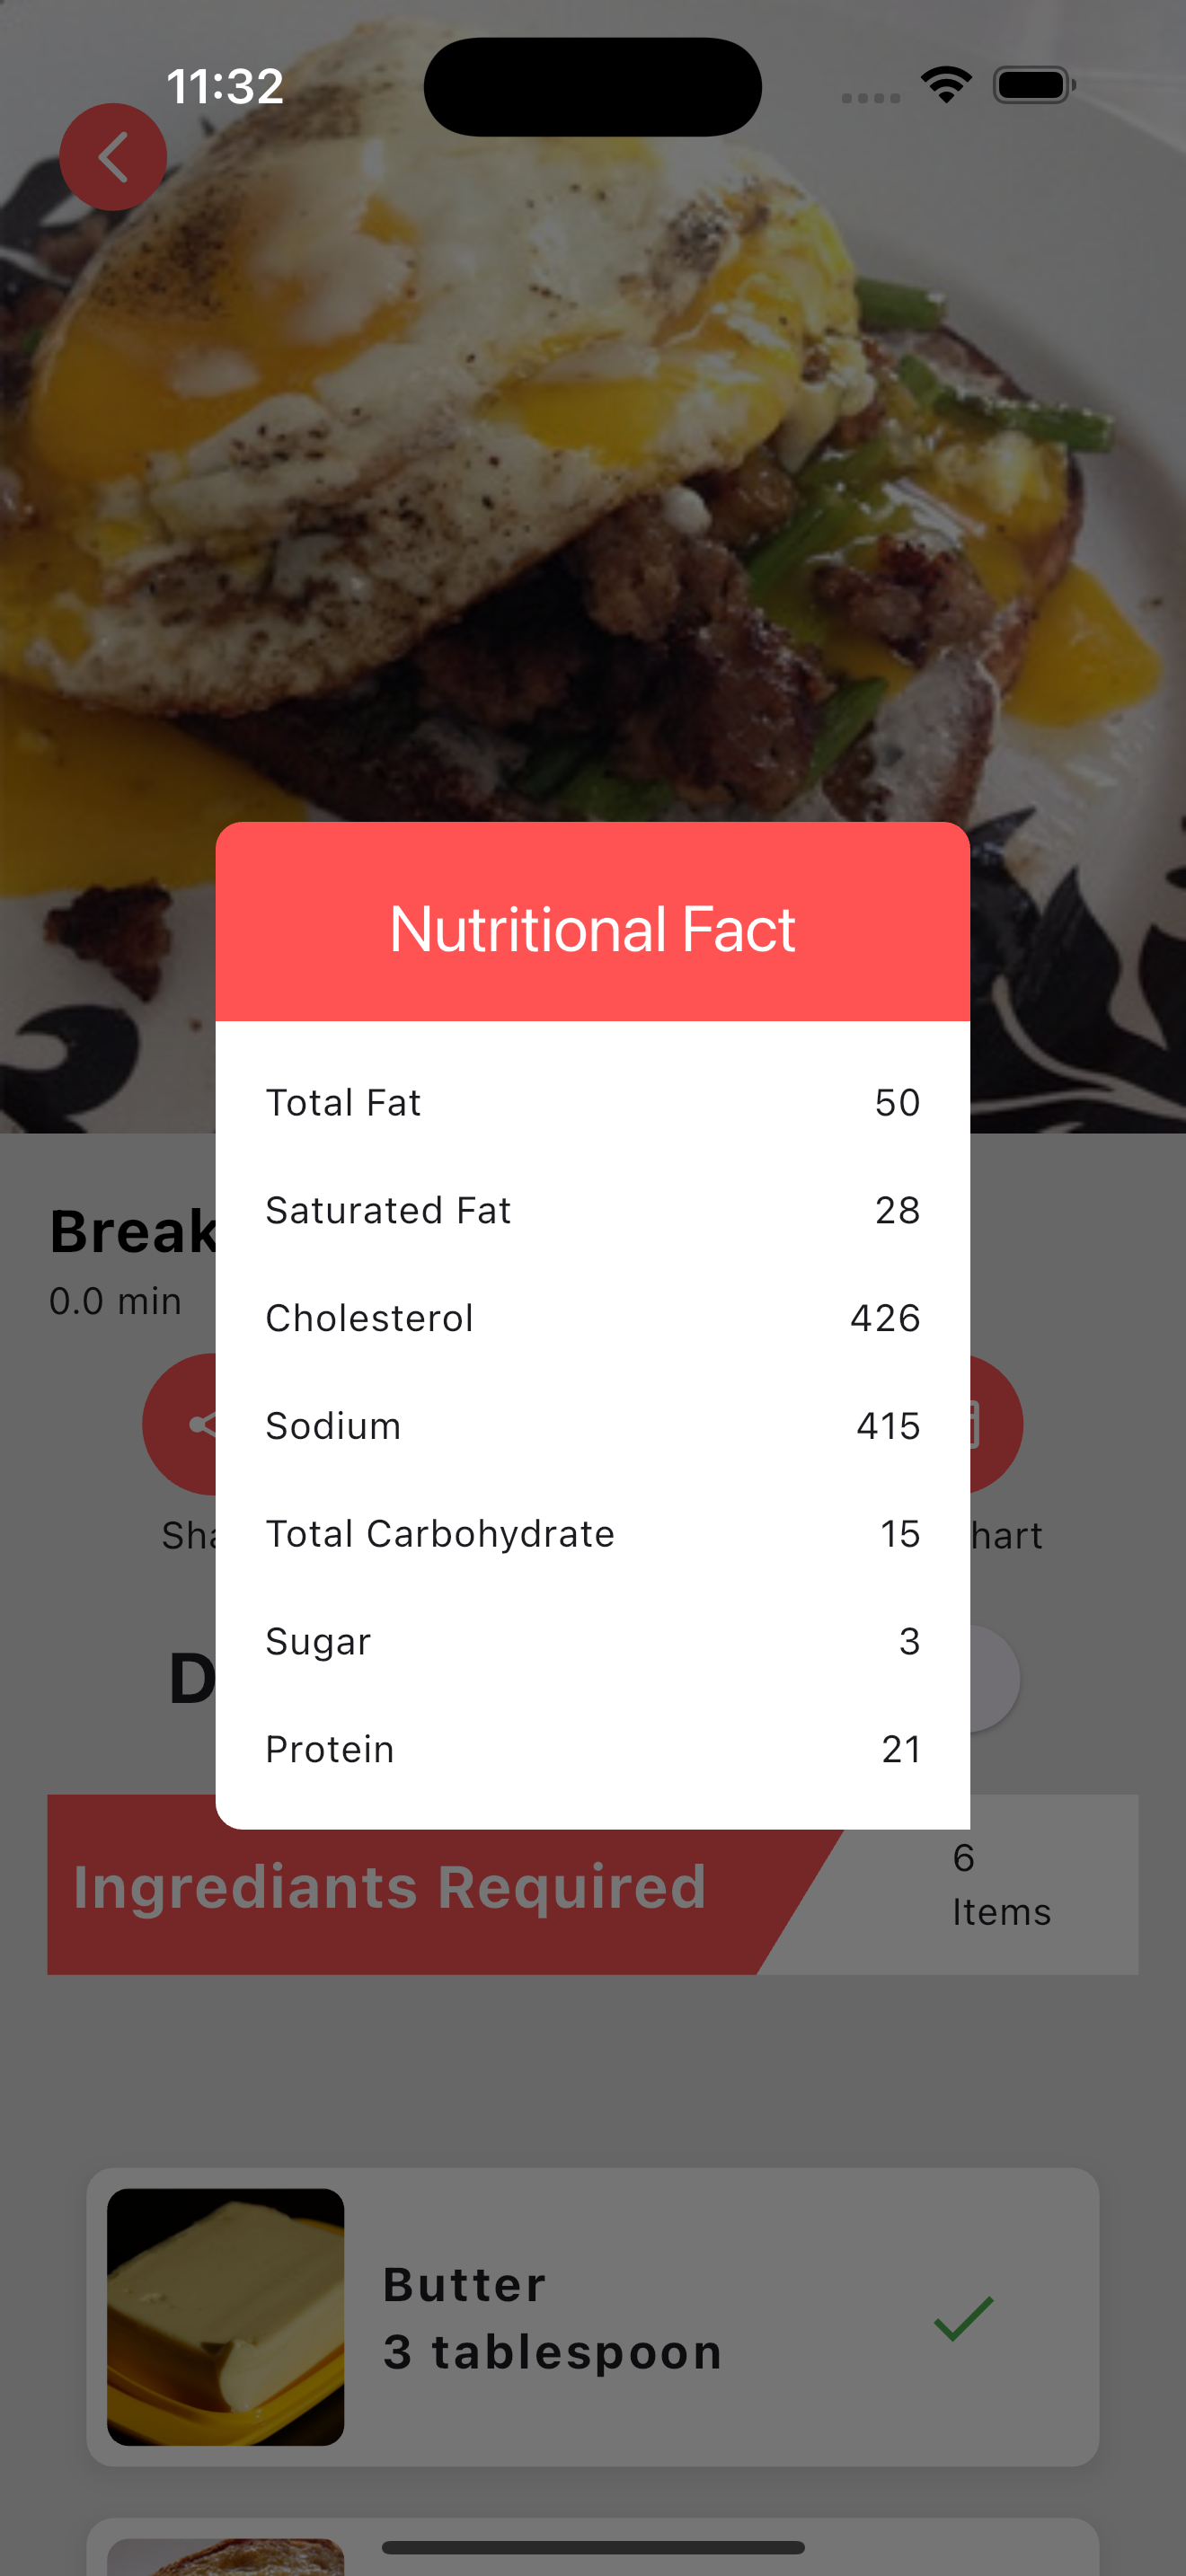 11:32
Nutritional Fact
Total Fat 50
Saturated Fat 28
Cholesterol 426
Sodium 415
Total Carbohydrate 15
Sugar 3
Protein 21
Break
0.0 min
Sha
hart
D
Ingrediants Required
6
Items
Butter
3 tablespoon